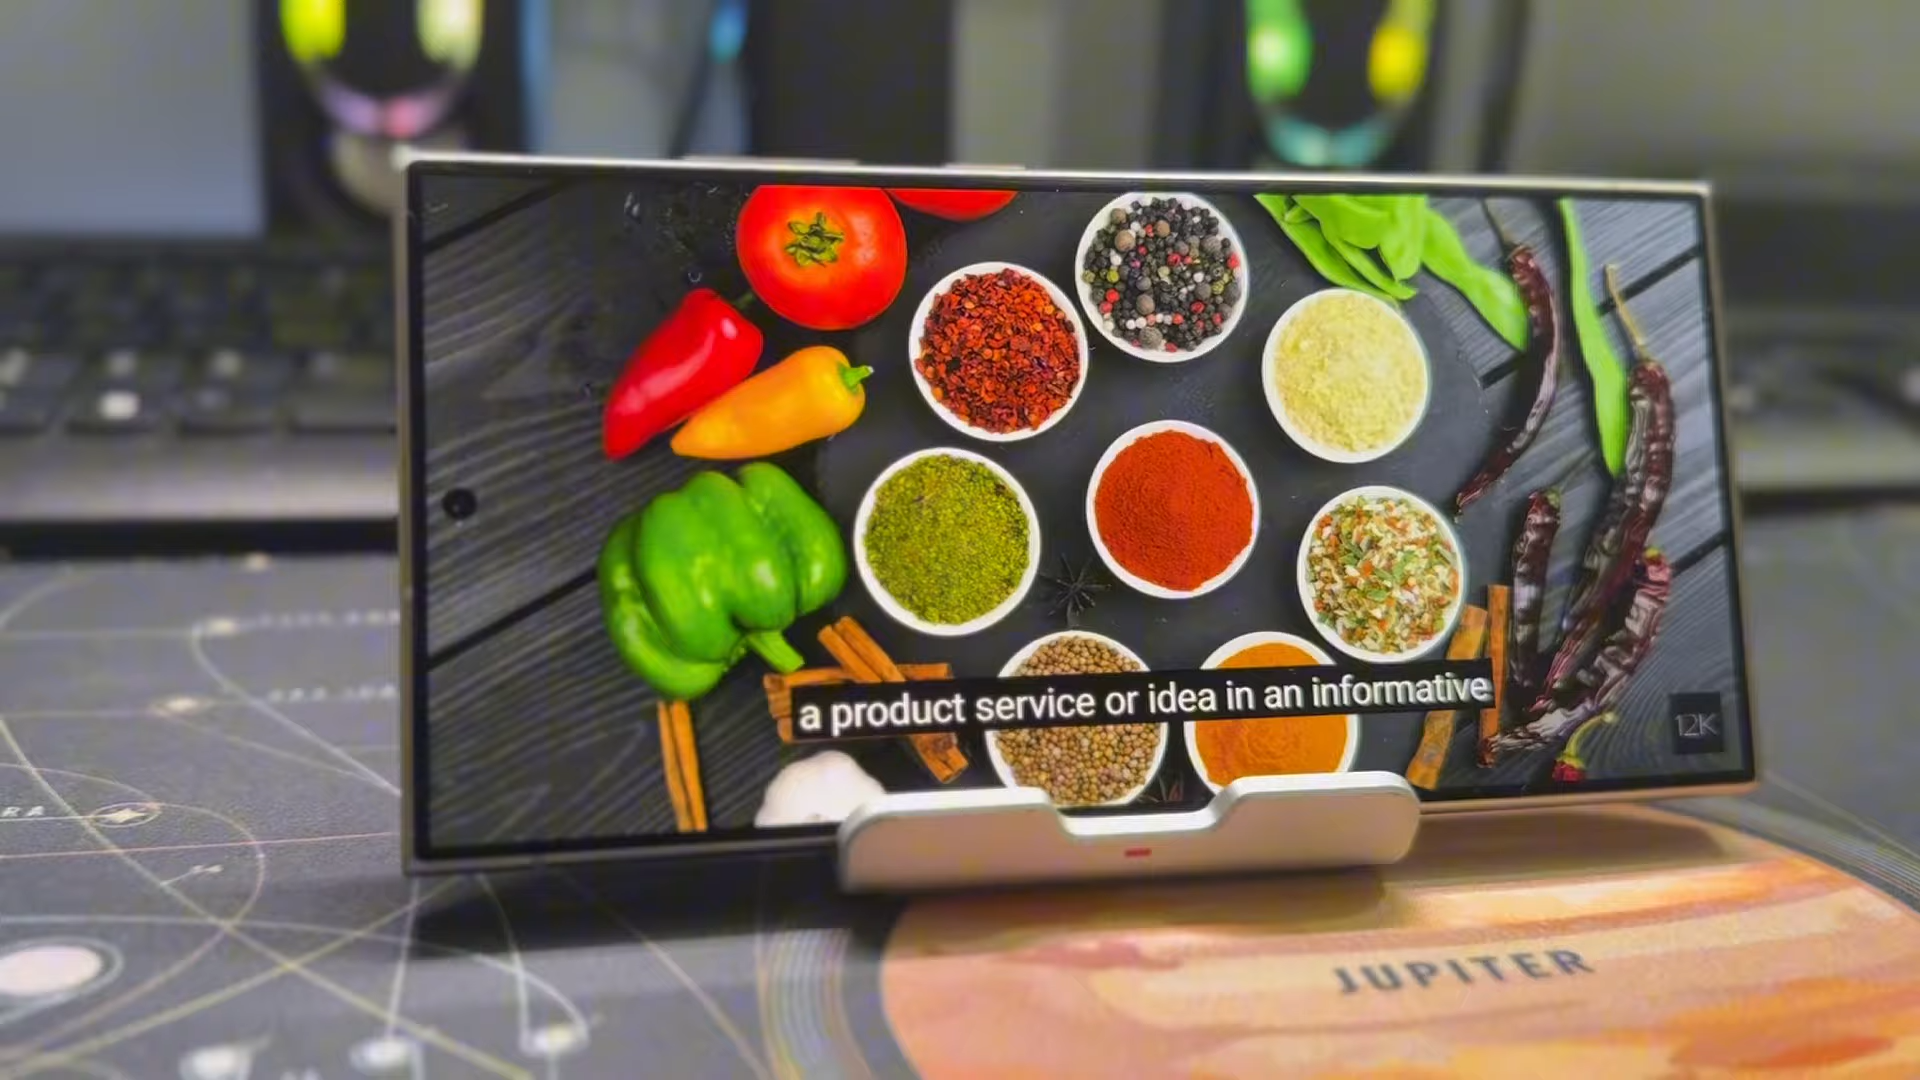 a product service or idea in an informative
12K
JUPITER